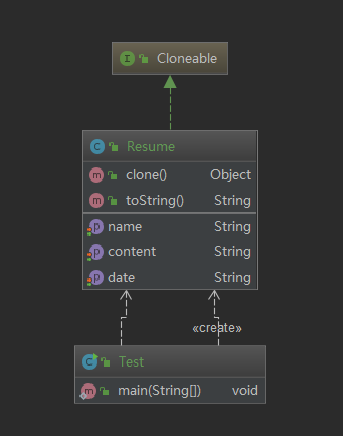 Cloneable
Resume
clone() Object
toString() String
name String
content String
date String
«create»
Test
main(String[]) void